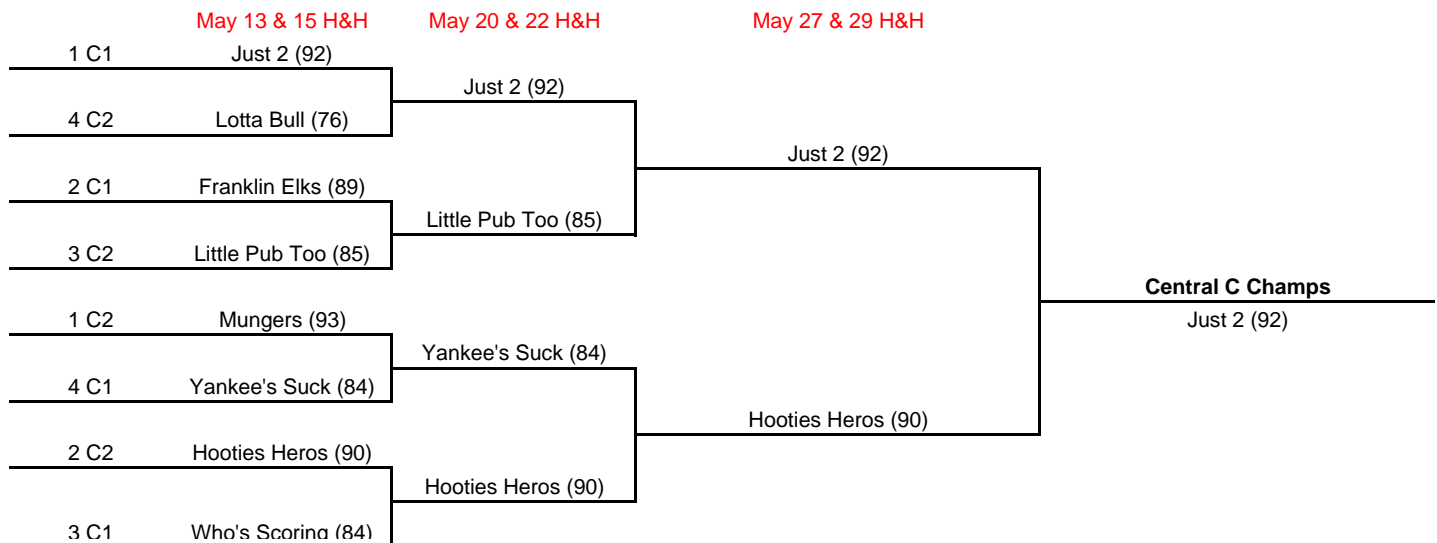 May 13 & 15 H&H May 20 & 22 H&H May 27 & 29 H&H
1 C1 Just 2 (92)
Just 2 (92)
4 C2 Lotta Bull (76)
Just 2 (92)
2 C1 Franklin Elks (89)
Little Pub Too (85)
3 C2 Little Pub Too (85)
Central C Champs
1 C2 Mungers (93)
Just 2 (92)
Yankee's Suck (84)
4 C1 Yankee's Suck (84)
Hooties Heros (90)
2 C2 Hooties Heros (90)
Hooties Heros (90)
3 C1 Who's Scoring (84)